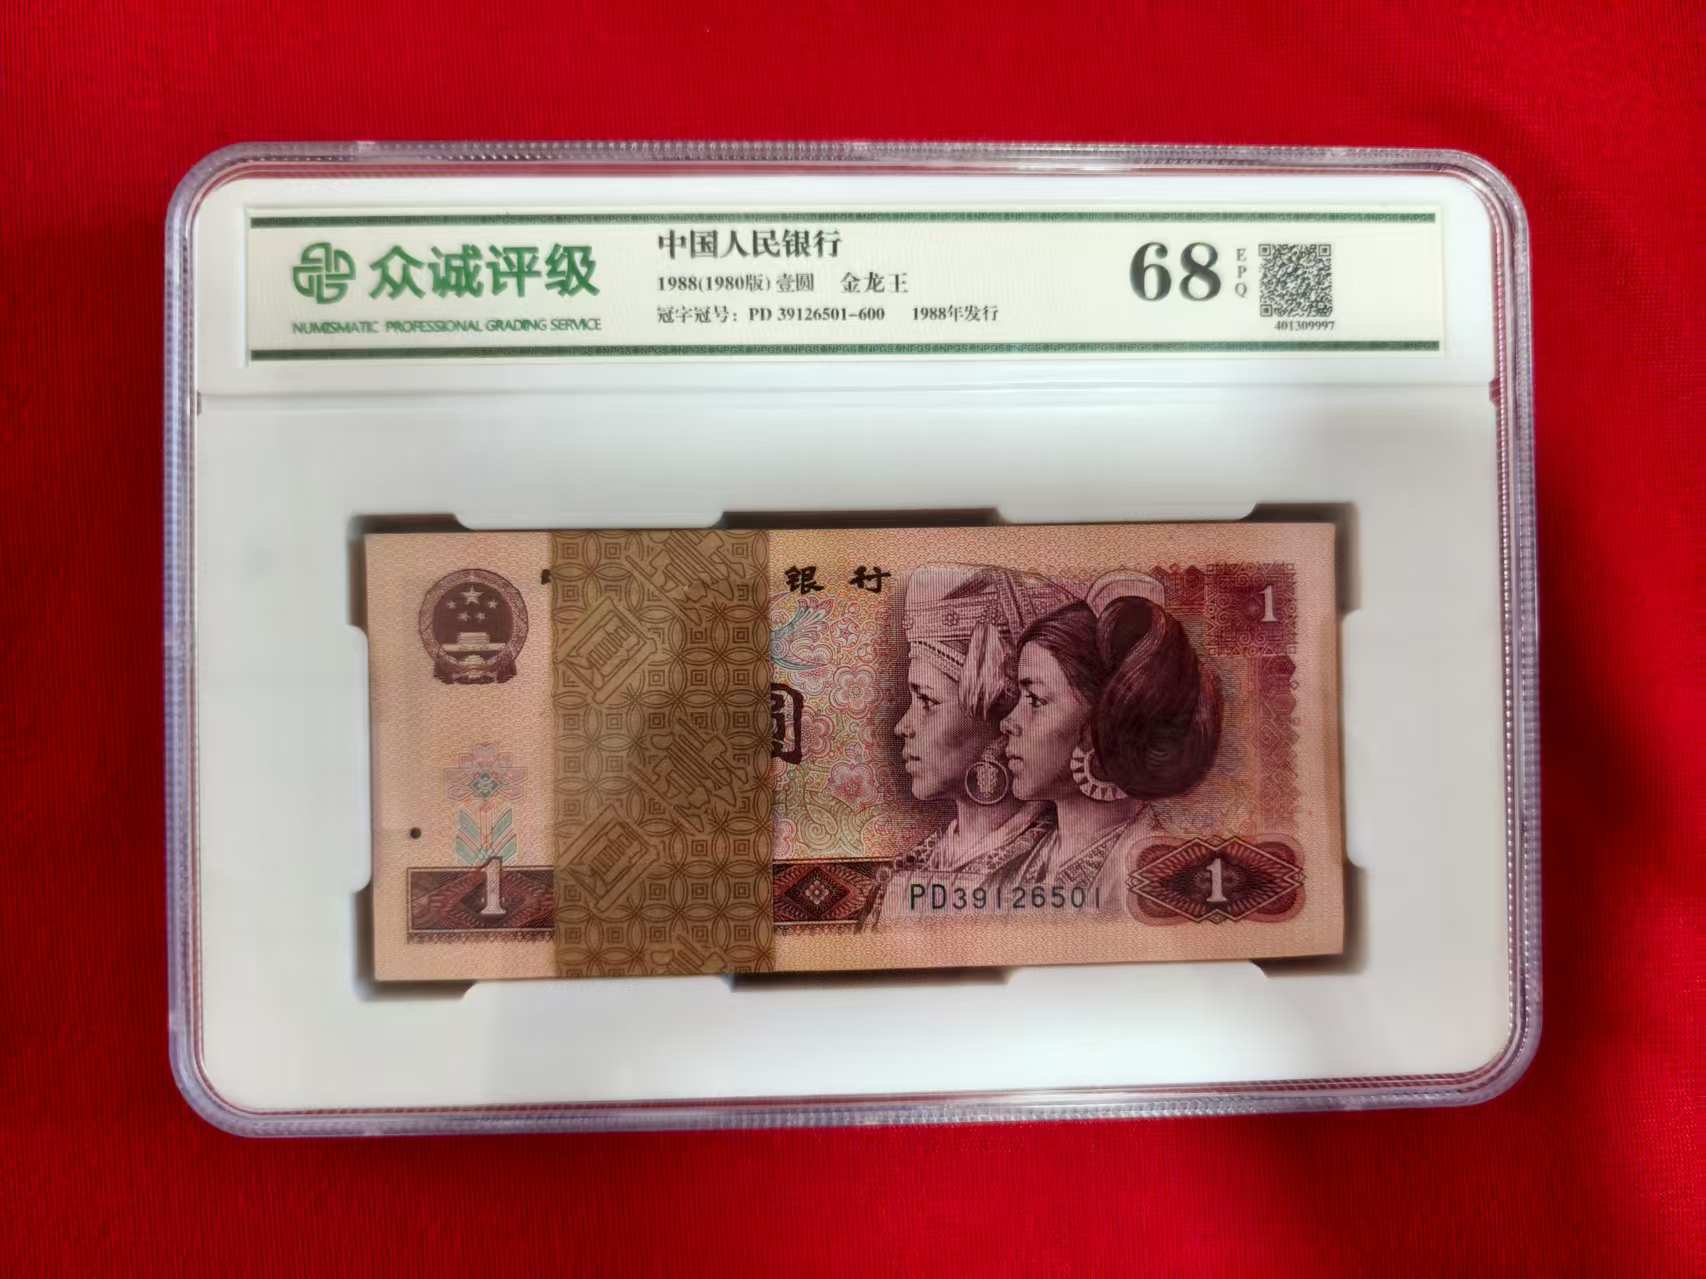 众诚评级
NUMISMATIC PROFESSIONAL GRADING SERVICE
中国人民银行
1988(1980版) 壹圆 金龙王
冠字冠号：PD 39126501-600 1988年发行
68
EPQ
401309997
银行
1
圆
1
PD39126501
1